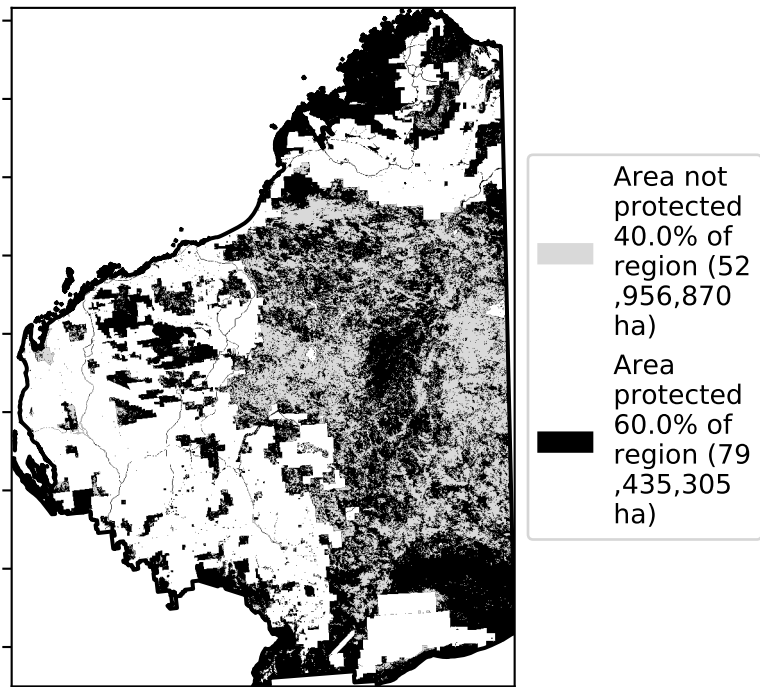 Area not
protected
40.0% of
region (52
,956,870
ha)
Area
protected
60.0% of
region (79
,435,305
ha)